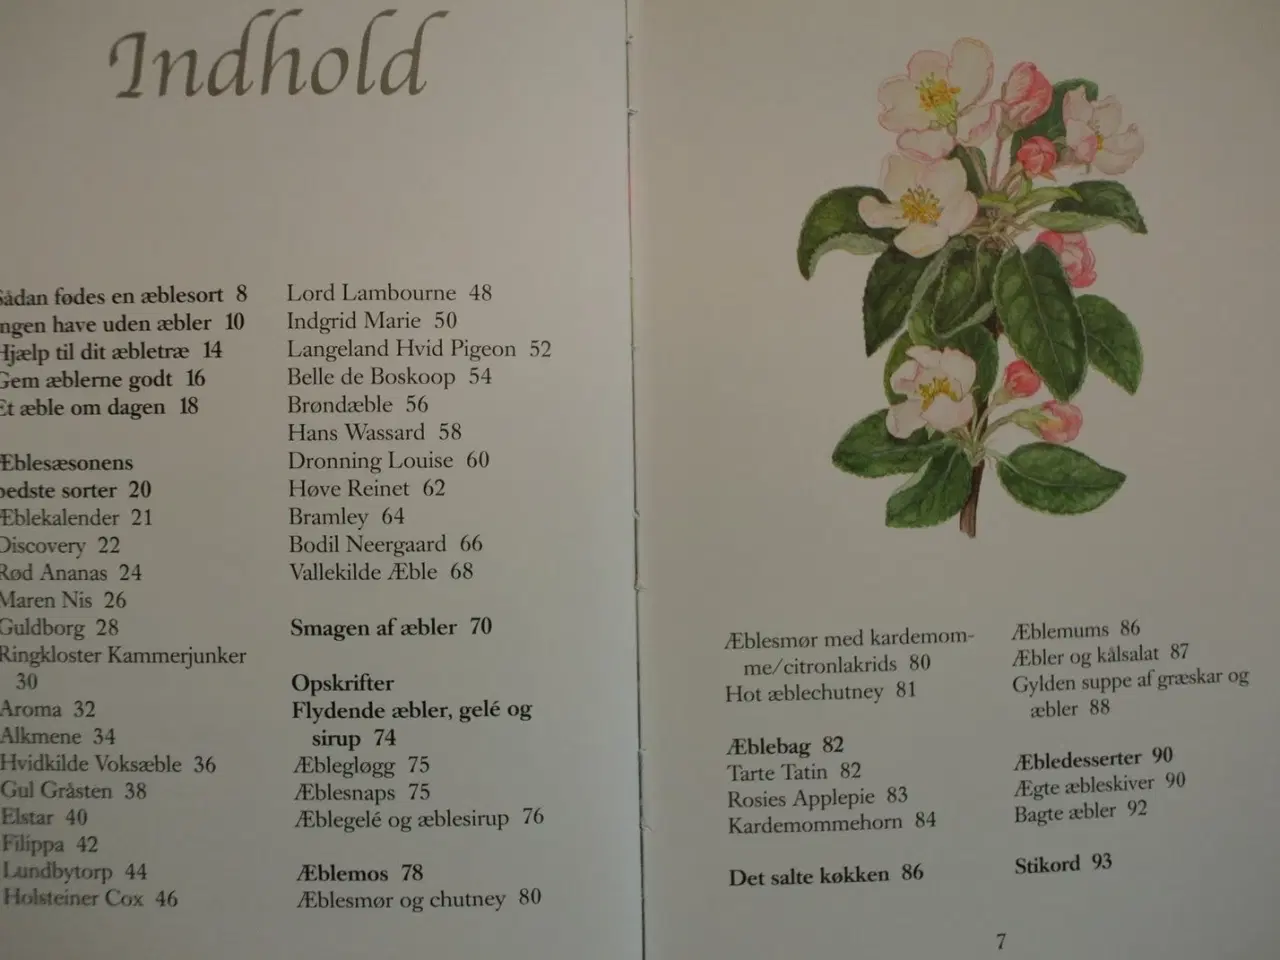 Indhold
Sådan fødes en æblesort 8
Ingen have uden æbler 10
Hjælp til dit æbletræ 14
Gem æblerne godt 16
Et æble om dagen 18
Æblesæsonens
bedste sorter 20
Æblekalender 21
Discovery 22
Rød Ananas 24
Maren Nis 26
Guldborg 28
Ringkloster Kammerjunker
30
Aroma 32
Alkmene 34
Hvidkilde Voksæble 36
Gul Gråsten 38
Elstar 40
Filippa 42
Lundbytorp 44
Holsteiner Cox 46
Lord Lambourne 48
Indgrid Marie 50
Langeland Hvid Pigeon 52
Belle de Boskoop 54
Brøndæble 56
Hans Wassard 58
Dronning Louise 60
Høve Reinet 62
Bramley 64
Bodil Neergaard 66
Vallekilde Æble 68
Smagen af æbler 70
Opskrifter
Flydende æbler, gelé og
sirup 74
Æblegløgg 75
Æblesnaps 75
Æblegelé og æblesirup 76
Æblemos 78
Æblesmør og chutney 80
Æblesmør med kardemom-
me/citronlakrids 80
Hot æblechutney 81
Æblebag 82
Tarte Tatin 82
Rosies Applepie 83
Kardemommehorn 84
Det salte køkken 86
Æblemums 86
Æbler og kålsalat 87
Gylden suppe af græskar og
æbler 88
Æbledesserter 90
Ægte æbleskiver 90
Bagte æbler 92
Stikord 93
7